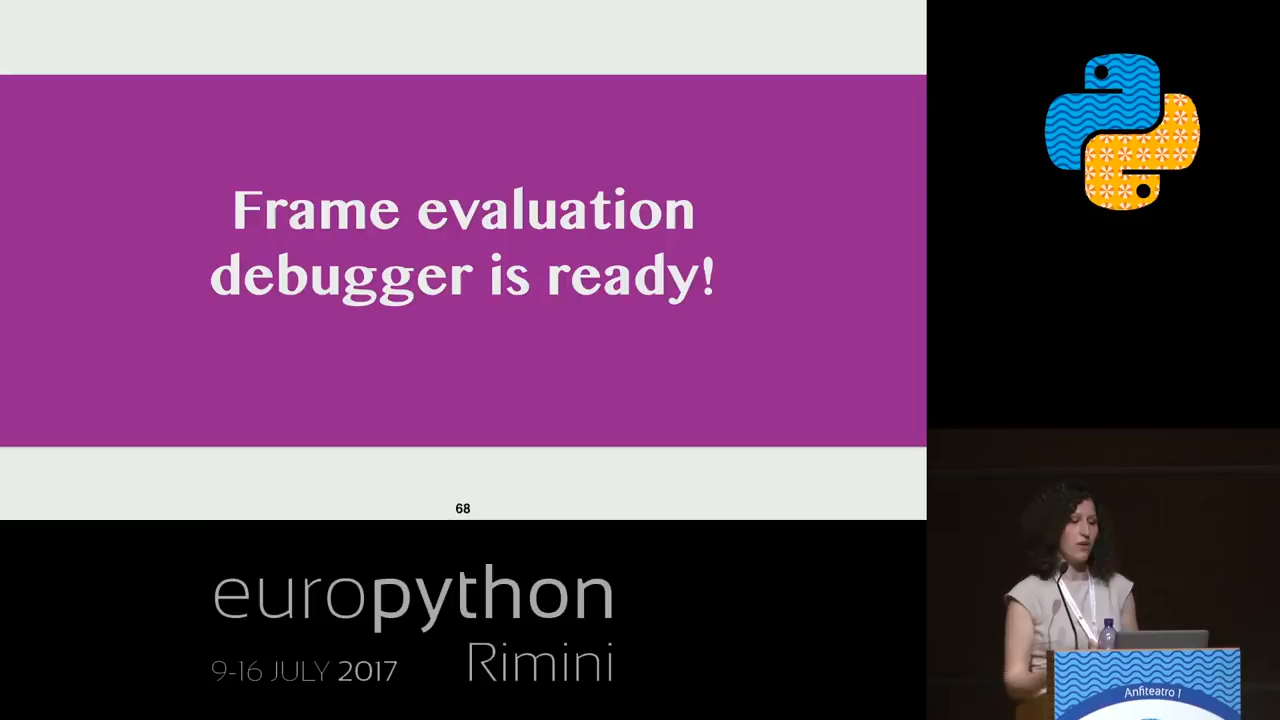 Frame evaluation
debugger is ready!
68
europython
9-16 JULY 2017
Rimini
Anfiteatro 1